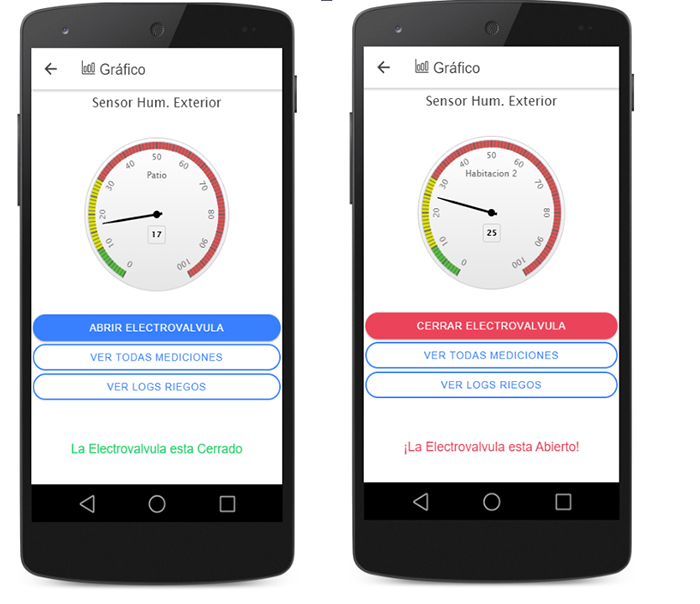 Gráfico
Sensor Hum. Exterior
0
10
20
30
40
50
60
70
80
90
100
Patio
17
ABRIR ELECTROVALVULA
VER TODAS MEDICIONES
VER LOGS RIEGOS
La Electrovalvula esta Cerrado
Gráfico
Sensor Hum. Exterior
0
10
20
30
40
50
60
70
80
90
100
Habitacion 2
25
CERRAR ELECTROVALVULA
VER TODAS MEDICIONES
VER LOGS RIEGOS
¡La Electrovalvula esta Abierto!